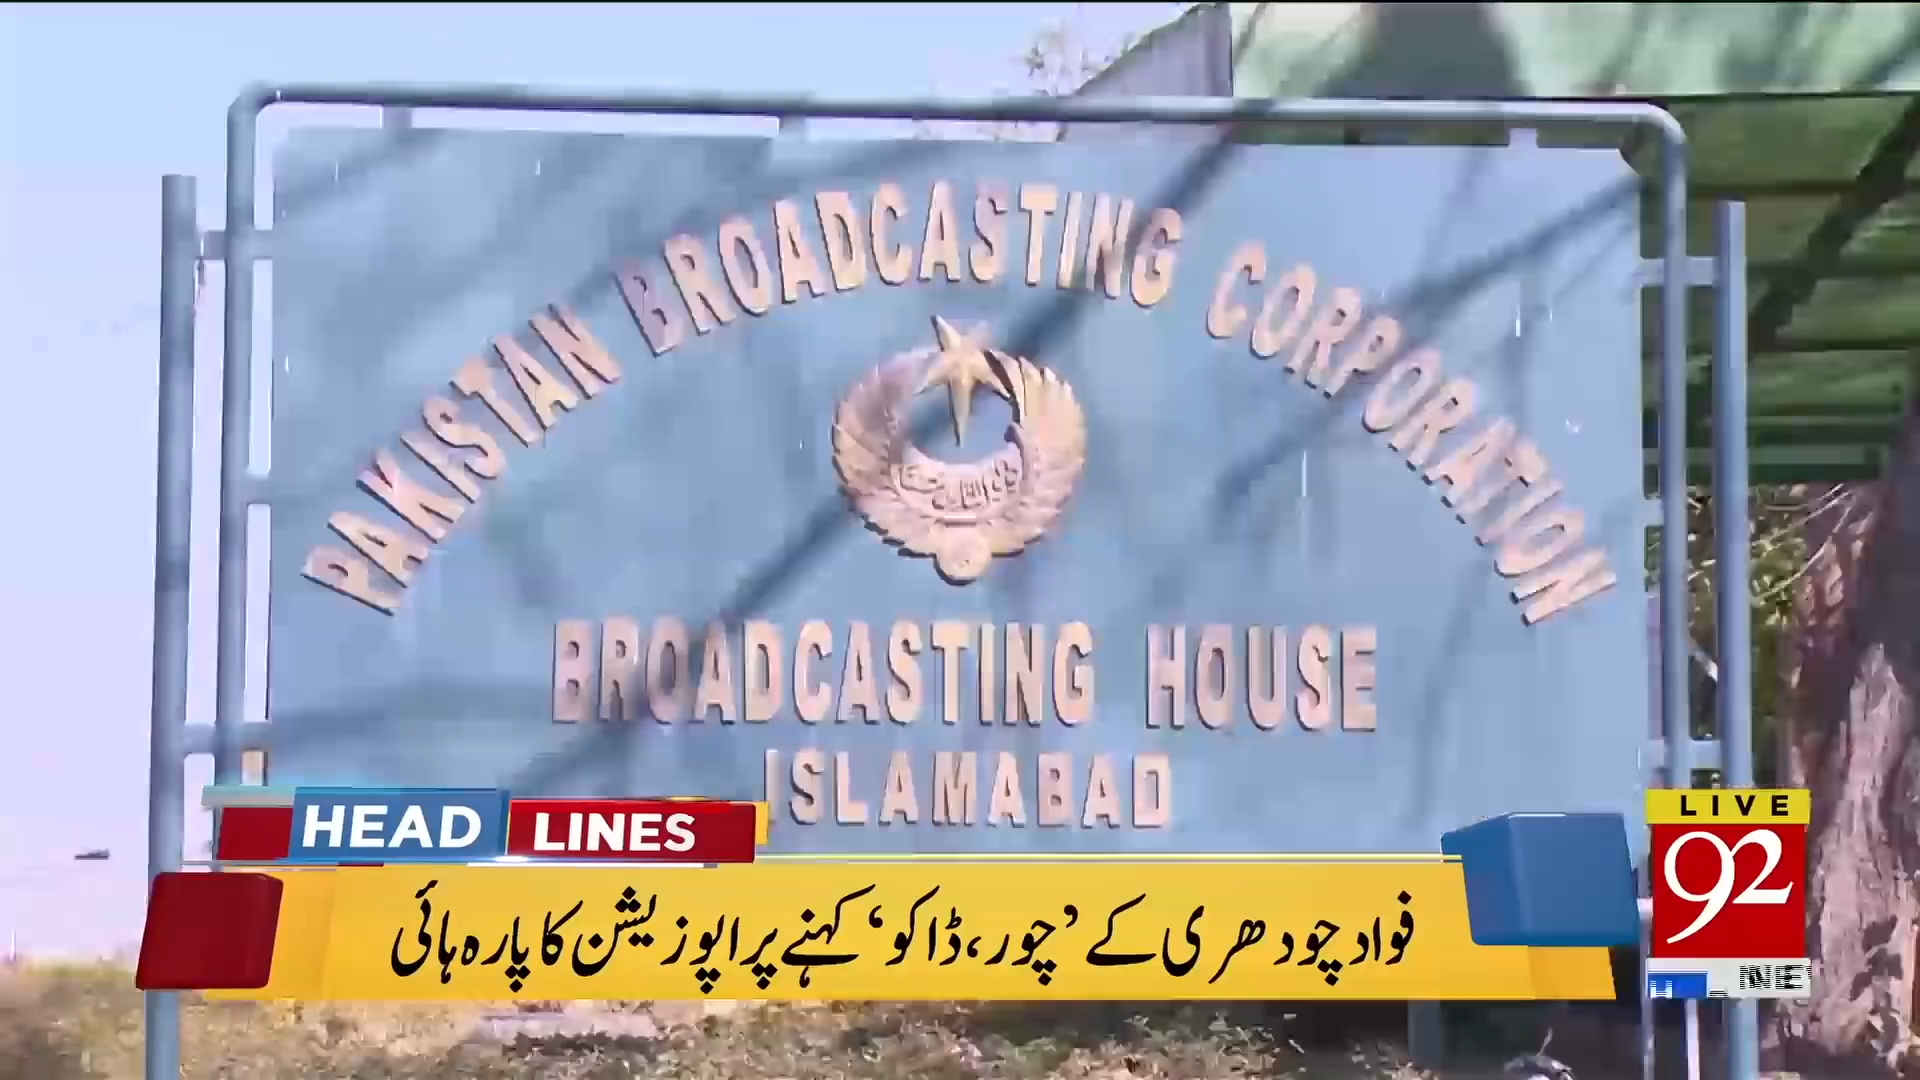 PAKISTAN BROADCASTING CORPORATION
BROADCASTING HOUSE
ISLAMABAD
HEAD LINES
LIVE
92
فواد چودھری کے ’چور، ڈاکو‘ کہنے پر اپوزیشن کا پارہ ہائی